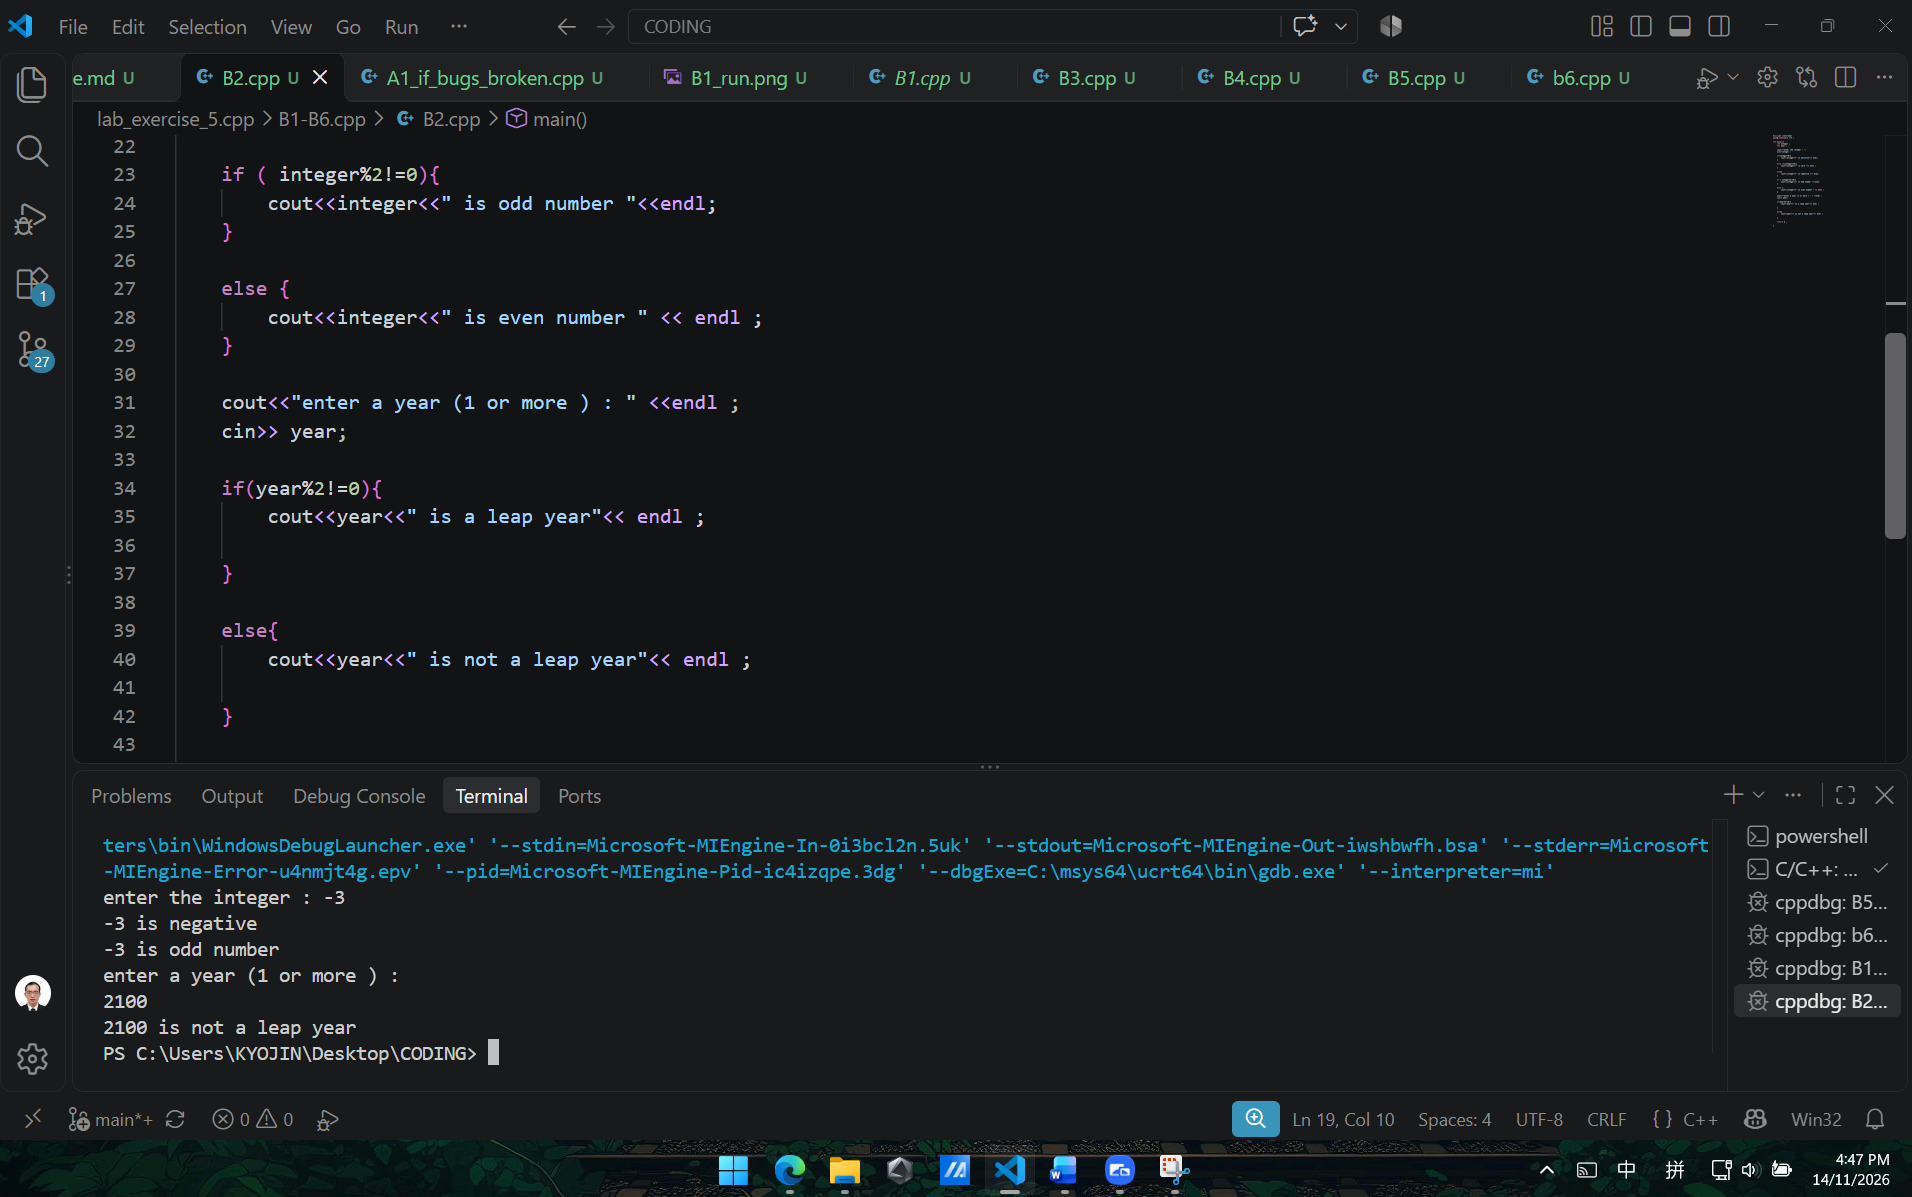 File Edit Selection View Go Run ··· CODING
e.md U B2.cpp U A1_if_bugs_broken.cpp U B1_run.png U B1.cpp U B3.cpp U B4.cpp U B5.cpp U b6.cpp U
lab_exercise_5.cpp > B1-B6.cpp > B2.cpp > main()
22
23 if ( integer%2!=0){
24 cout<<integer<<" is odd number "<<endl;
25 }
26
27 else {
28 cout<<integer<<" is even number " << endl ;
29 }
30
31 cout<<"enter a year (1 or more ) : " <<endl ;
32 cin>> year;
33
34 if(year%2!=0){
35 cout<<year<<" is a leap year"<< endl ;
36
37 }
38
39 else{
40 cout<<year<<" is not a leap year"<< endl ;
41
42 }
43
Problems Output Debug Console Terminal Ports
ters\bin\WindowsDebugLauncher.exe' '--stdin=Microsoft-MIEngine-In-0i3bcl2n.5uk' '--stdout=Microsoft-MIEngine-Out-iwshbwfh.bsa' '--stderr=Microsoft
-MIEngine-Error-u4nmjt4g.epv' '--pid=Microsoft-MIEngine-Pid-ic4izqpe.3dg' '--dbgExe=C:\msys64\ucrt64\bin\gdb.exe' '--interpreter=mi'
enter the integer : -3
-3 is negative
-3 is odd number
enter a year (1 or more ) :
2100
2100 is not a leap year
PS C:\Users\KYOJIN\Desktop\CODING>
powershell
C/C++: ...
cppdbg: B5...
cppdbg: b6...
cppdbg: B1...
cppdbg: B2...
1
27
main*+ 0 0 Ln 19, Col 10 Spaces: 4 UTF-8 CRLF {} C++ Win32
中 拼 4:47 PM
14/11/2026